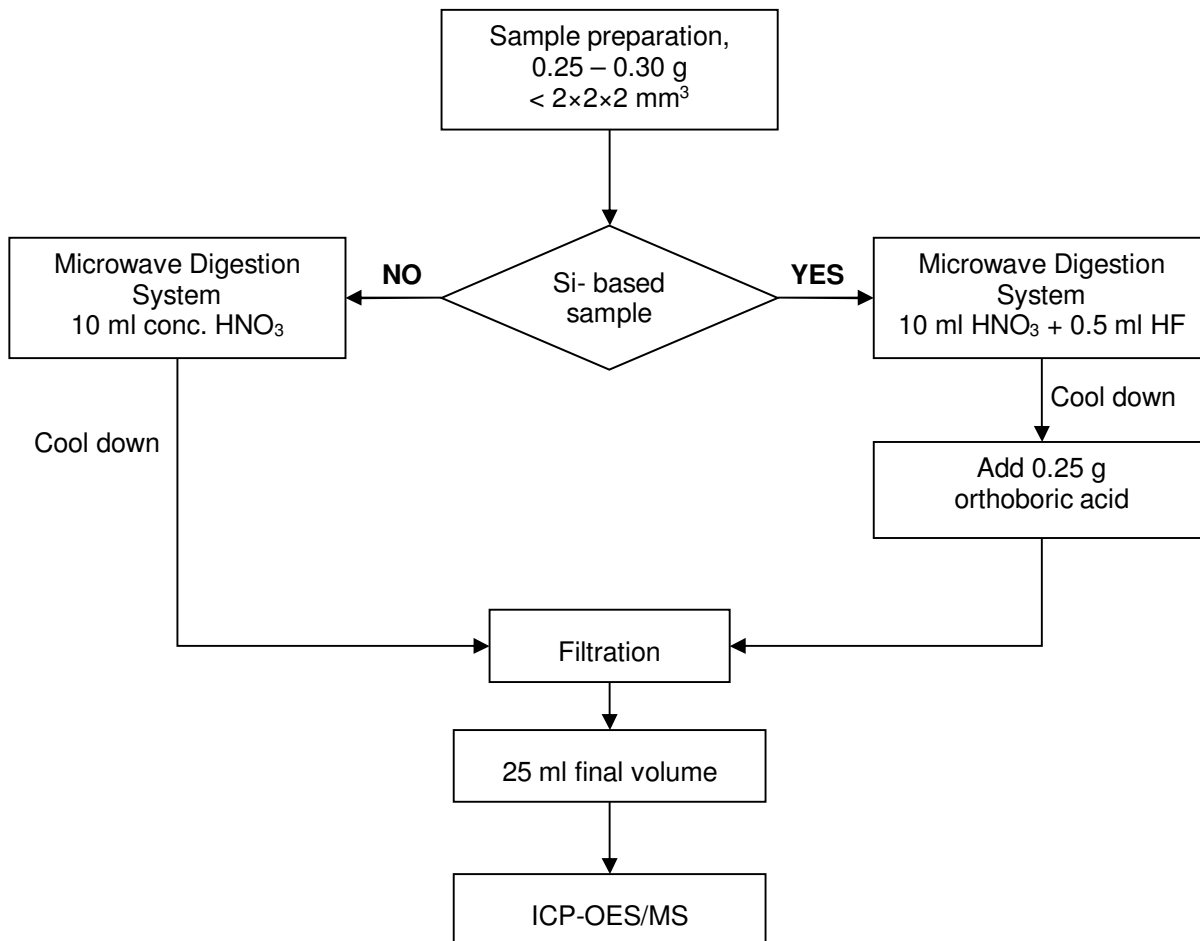 Sample preparation,
0.25 – 0.30 g
< 2×2×2 mm³
Microwave Digestion
System
10 ml conc. HNO₃
NO
Si- based
sample
YES
Microwave Digestion
System
10 ml HNO₃ + 0.5 ml HF
Cool down
Cool down
Add 0.25 g
orthoboric acid
Filtration
25 ml final volume
ICP-OES/MS